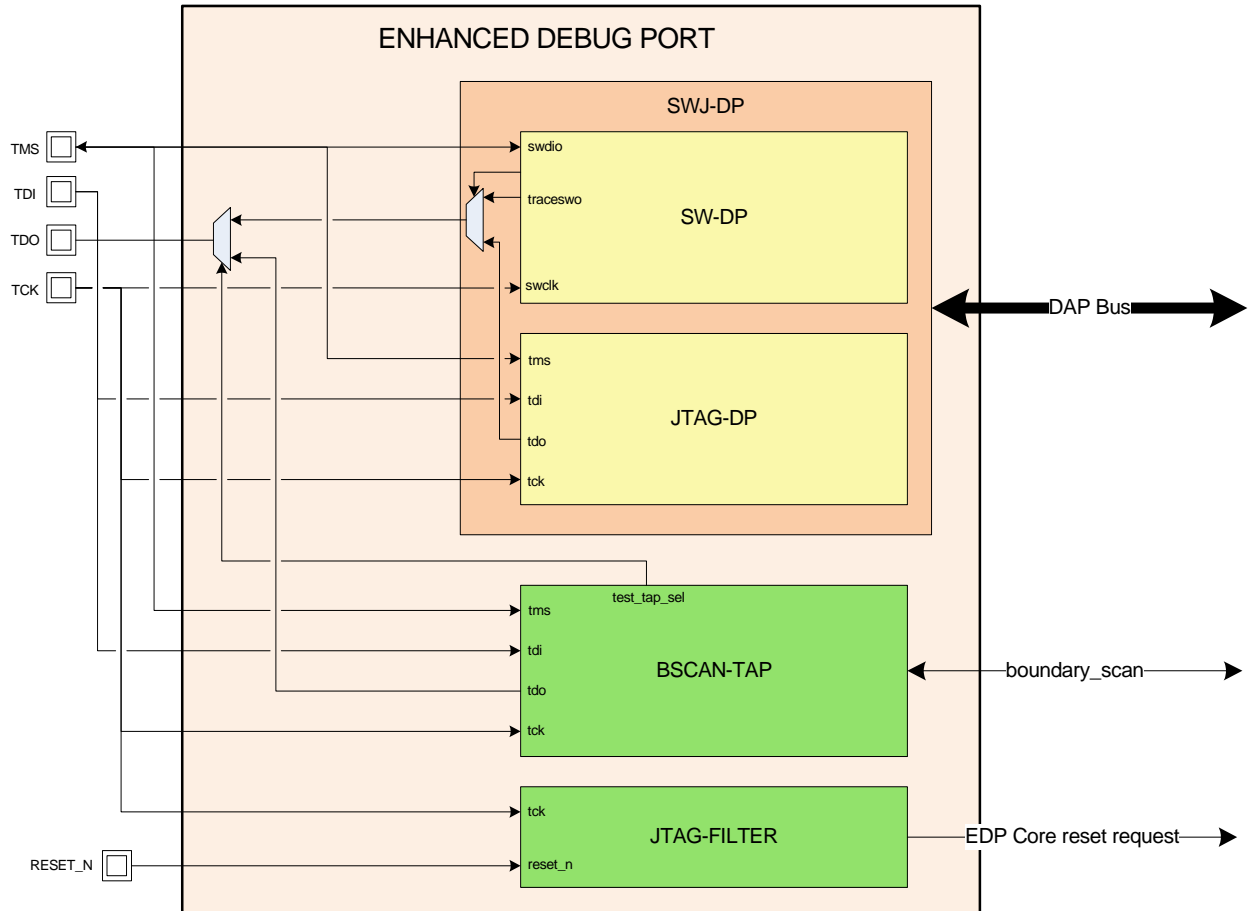 ENHANCED DEBUG PORT
SWJ-DP
TMS
swdio
TDI
traceswo
SW-DP
TDO
TCK
swclk
DAP Bus
tms
tdi
JTAG-DP
tdo
tck
test_tap_sel
tms
tdi
BSCAN-TAP
boundary_scan
tdo
tck
tck
JTAG-FILTER
EDP Core reset request
RESET_N
reset_n